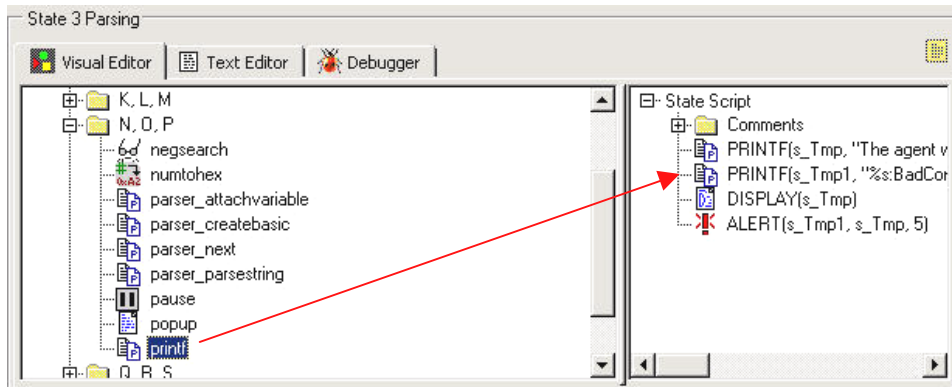 State 3 Parsing
Visual Editor
Text Editor
Debugger
K, L, M
N, O, P
negsearch
numtohex
parser_attachvariable
parser_createbasic
parser_next
parser_parsestring
pause
popup
printf
Q, R, S
State Script
Comments
PRINTF(s_Tmp, "The agent
PRINTF(s_Tmp1, "%s:BadCor
DISPLAY(s_Tmp)
ALERT(s_Tmp1, s_Tmp, 5)